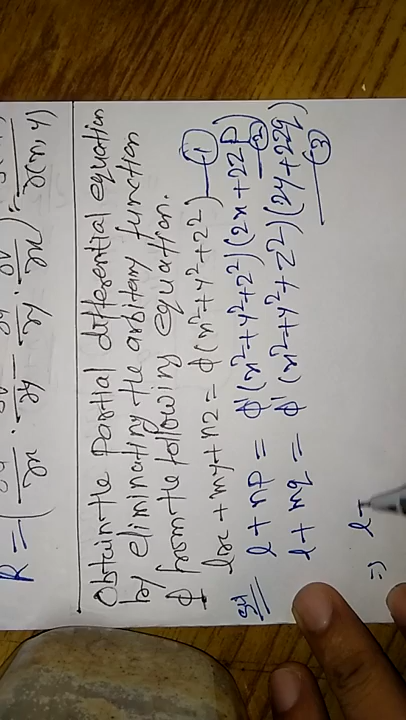 Obtain the Partial differential equation
by eliminating the arbitrary function
ϕ from the following equation.
lx + my + nz = ϕ(x²+y²+z²) — ①
Sol l + np = ϕ'(x²+y²+z²)(2x+2zp) — ②
l + mq = ϕ'(x²+y²+z²)(2y+2zq) — ③
⇒ l